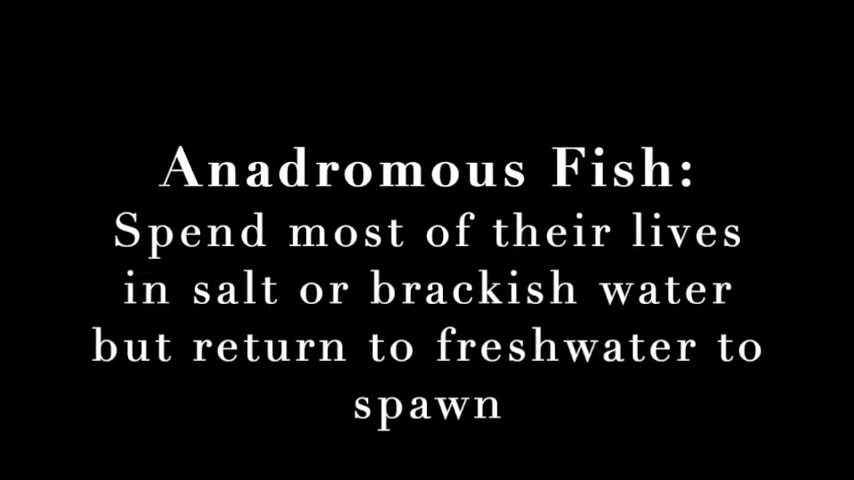 Anadromous Fish:
Spend most of their lives
in salt or brackish water
but return to freshwater to
spawn